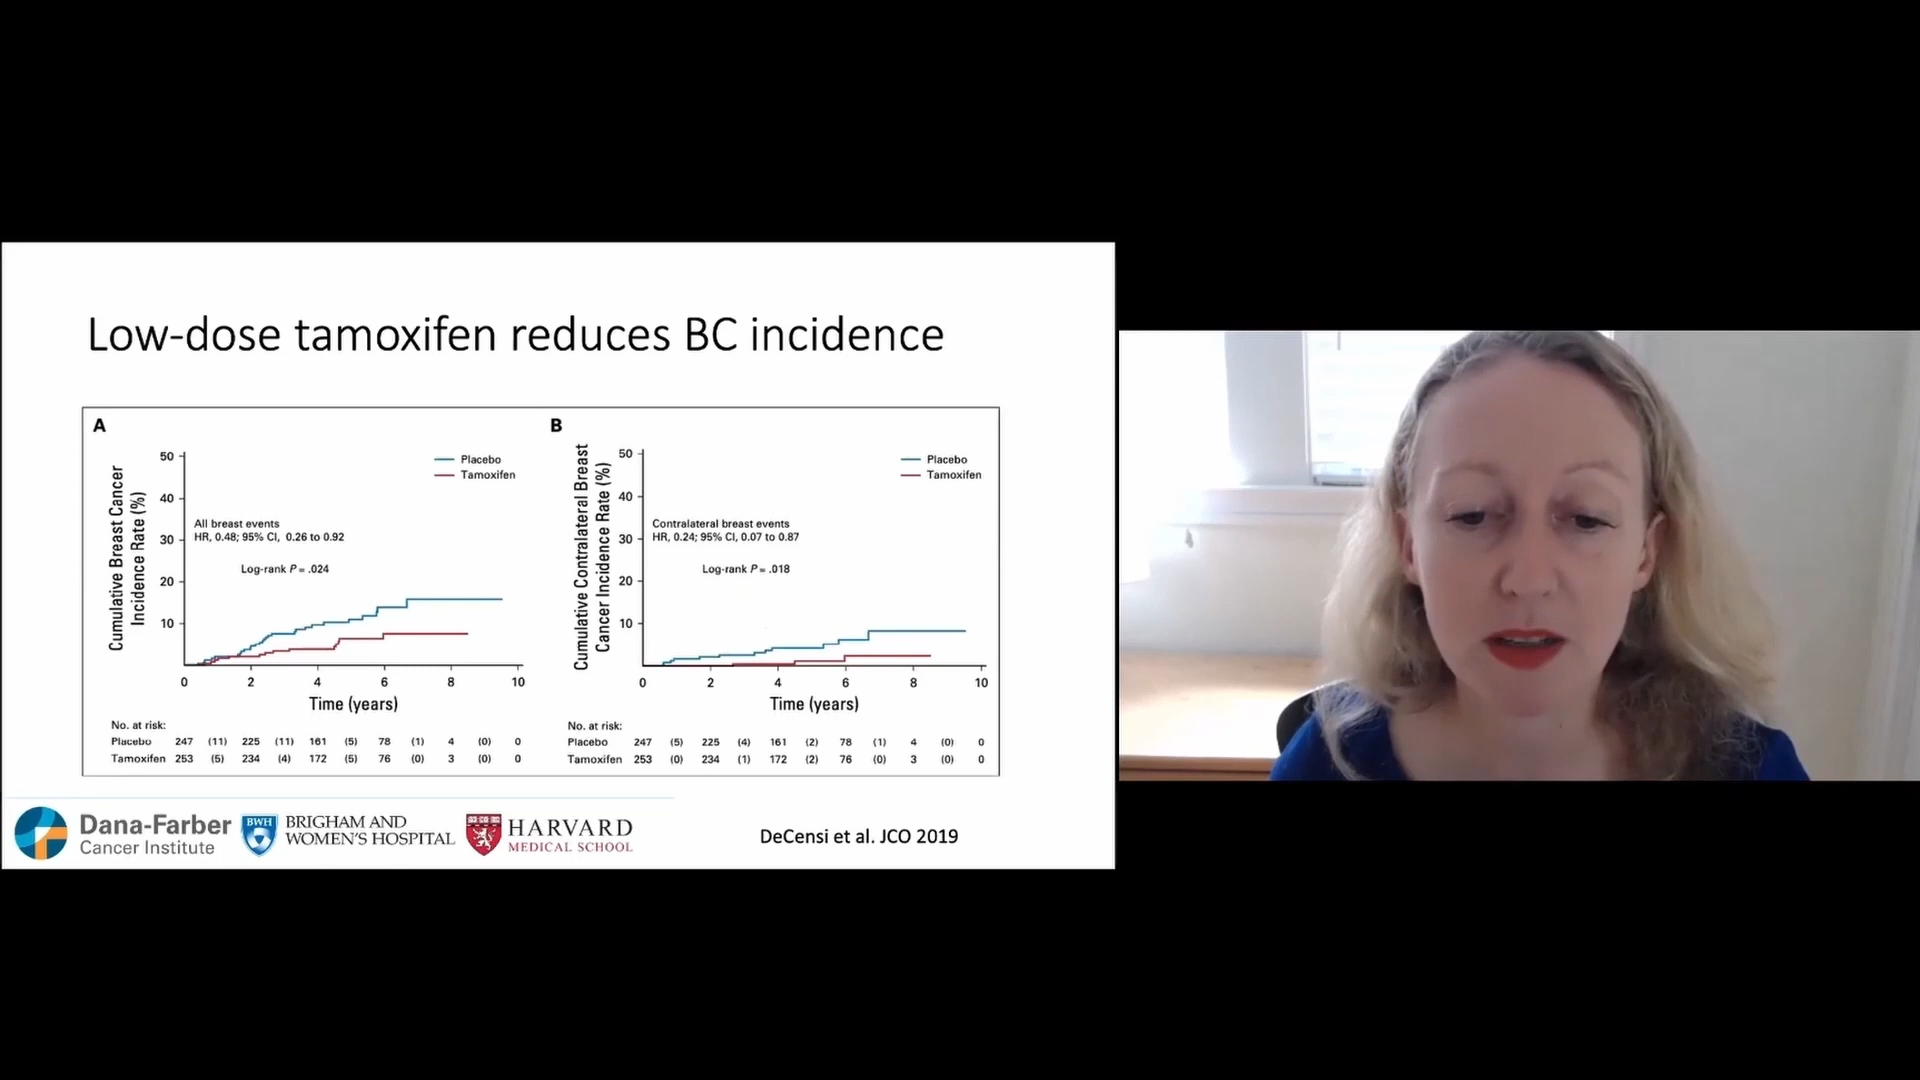 Low-dose tamoxifen reduces BC incidence
A
Cumulative Breast Cancer
Incidence Rate (%)
50
40
30
20
10
Placebo
Tamoxifen
All breast events
HR, 0.48; 95% CI, 0.26 to 0.92
Log-rank P = .024
0 2 4 6 8 10
Time (years)
No. at risk:
Placebo 247 (11) 225 (11) 161 (5) 78 (1) 4 (0) 0
Tamoxifen 253 (5) 234 (4) 172 (5) 76 (0) 3 (0) 0
B
Cumulative Contralateral Breast
Cancer Incidence Rate (%)
50
40
30
20
10
Placebo
Tamoxifen
Contralateral breast events
HR, 0.24; 95% CI, 0.07 to 0.87
Log-rank P = .018
0 2 4 6 8 10
Time (years)
No. at risk:
Placebo 247 (5) 225 (4) 161 (2) 78 (1) 4 (0) 0
Tamoxifen 253 (0) 234 (1) 172 (2) 76 (0) 3 (0) 0
Dana-Farber
Cancer Institute
BWH
BRIGHAM AND
WOMEN'S HOSPITAL
HARVARD
MEDICAL SCHOOL
DeCensi et al. JCO 2019